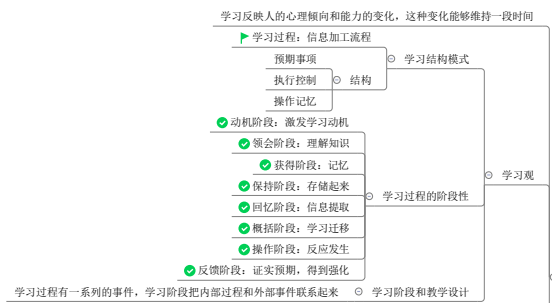 学习反映人的心理倾向和能力的变化，这种变化能够维持一段时间
学习过程：信息加工流程
学习结构模式
预期事项
执行控制
结构
操作记忆
动机阶段：激发学习动机
领会阶段：理解知识
获得阶段：记忆
学习观
保持阶段：存储起来
学习过程的阶段性
回忆阶段：信息提取
概括阶段：学习迁移
操作阶段：反应发生
反馈阶段：证实预期，得到强化
学习过程有一系列的事件，学习阶段把内部过程和外部事件联系起来
学习阶段和教学设计